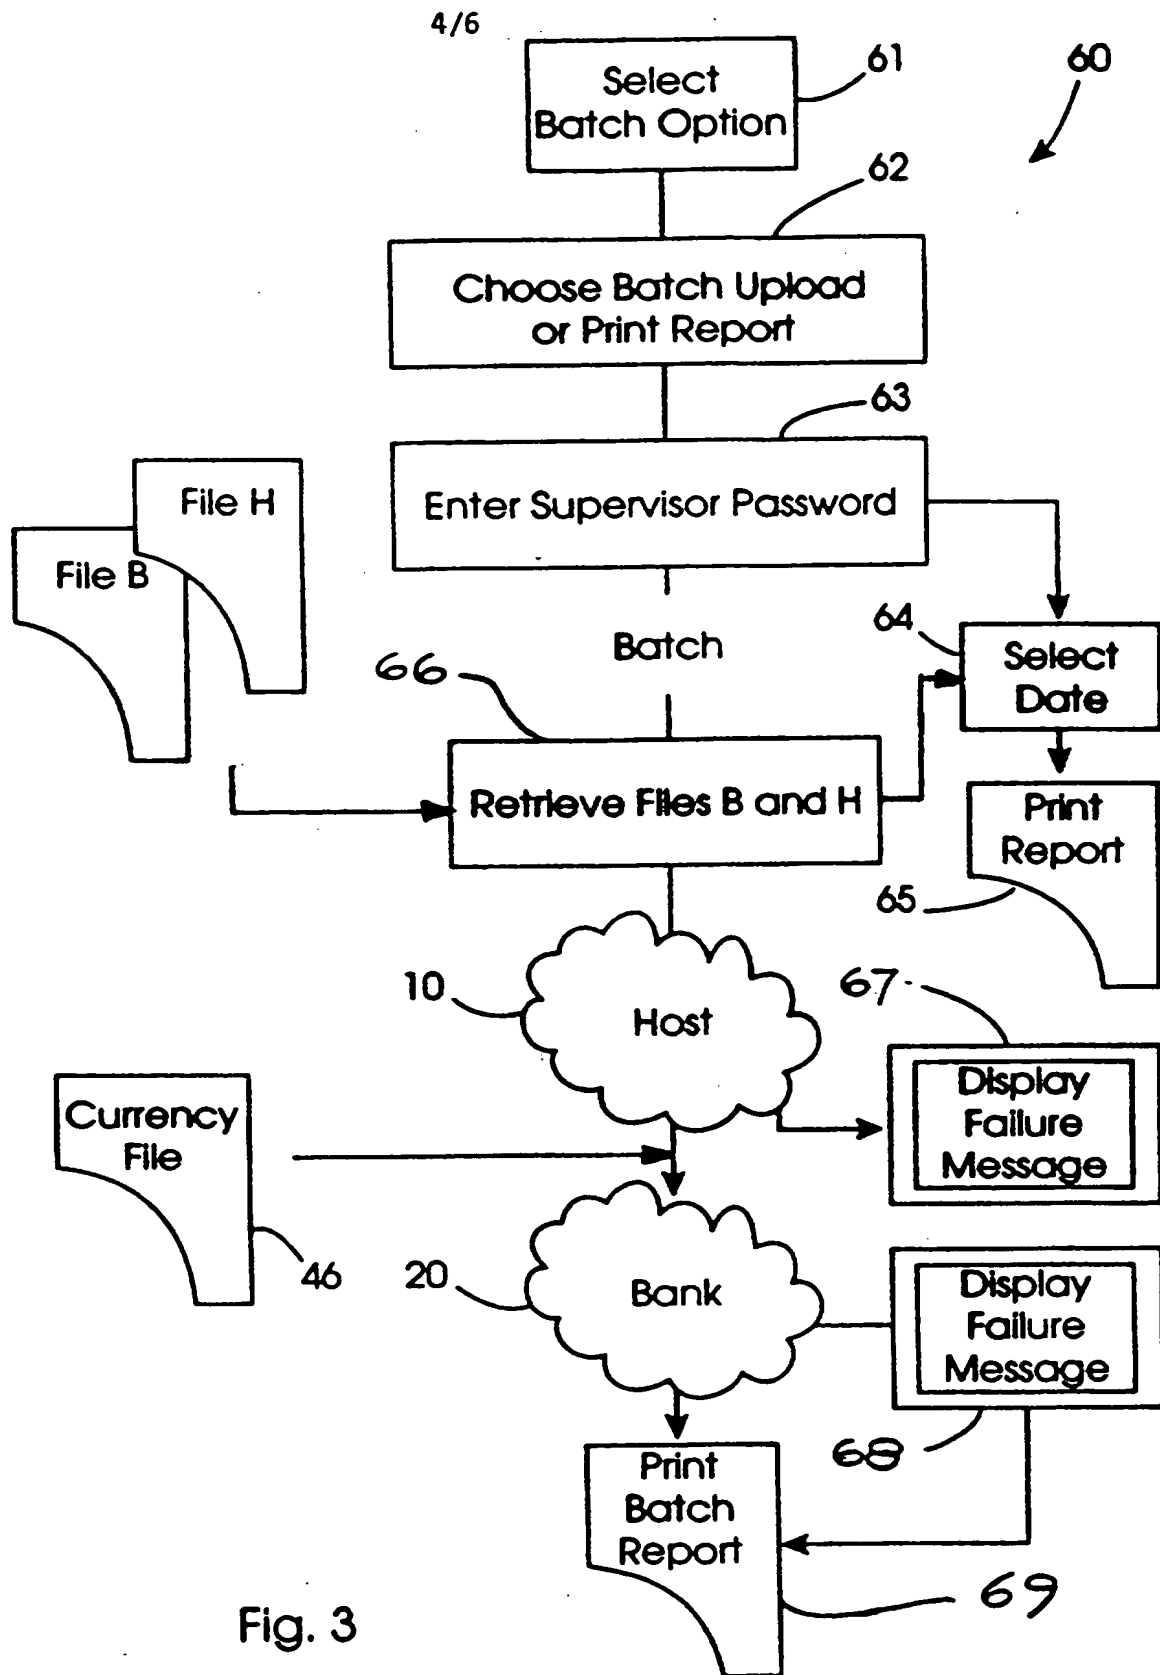 4/6
Select
Batch Option
61
60
62
Choose Batch Upload
or Print Report
63
Enter Supervisor Password
File H
File B
Batch
64
Select
Date
66
Retrieve Files B and H
Print
Report
65
10
Host
67
Display
Failure
Message
Currency
File
46
20
Bank
Display
Failure
Message
68
Print
Batch
Report
69
Fig. 3